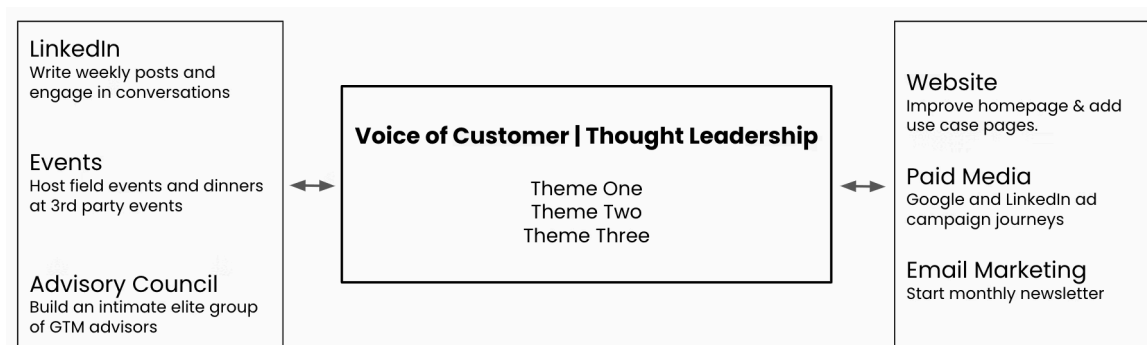 LinkedIn
Write weekly posts and
engage in conversations
Events
Host field events and dinners
at 3rd party events
Advisory Council
Build an intimate elite group
of GTM advisors
Voice of Customer | Thought Leadership
Theme One
Theme Two
Theme Three
Website
Improve homepage & add
use case pages.
Paid Media
Google and LinkedIn ad
campaign journeys
Email Marketing
Start monthly newsletter